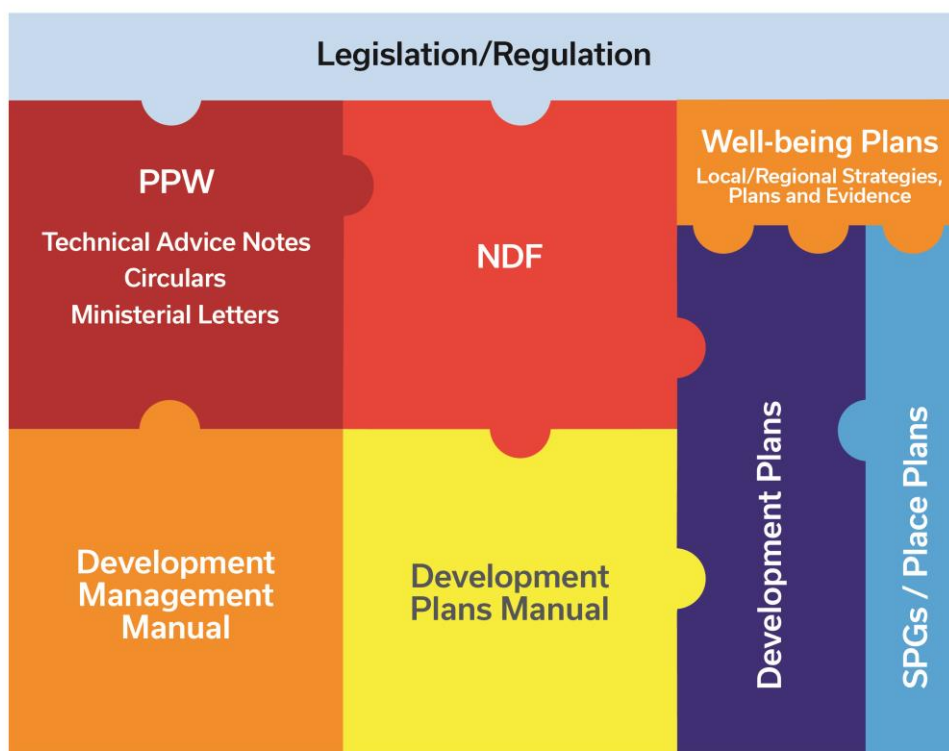 Legislation/Regulation
PPW
Technical Advice Notes
Circulars
Ministerial Letters
NDF
Well-being Plans
Local/Regional Strategies,
Plans and Evidence
Development
Management
Manual
Development
Plans Manual
Development Plans
SPGs / Place Plans